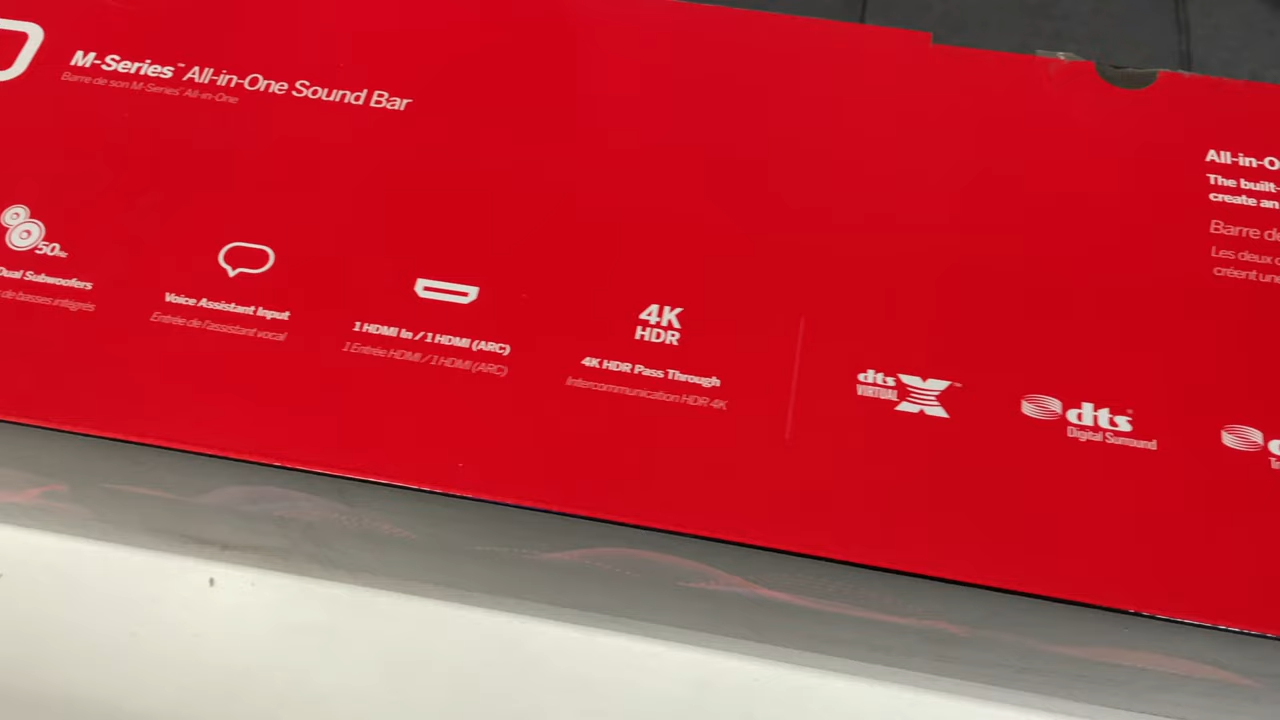 M-Series™ All-in-One Sound Bar
Barre de son M-Series™ All-in-One
50Hz
Dual Subwoofers
de basses intégrés
Voice Assistant Input
Entrée de l'assistant vocal
1 HDMI In / 1 HDMI (ARC)
1 Entrée HDMI / 1 HDMI (ARC)
4K
HDR
4K HDR Pass Through
Intercommunication HDR 4K
dts X™
VIRTUAL
dts
Digital Surround
All-in-O
The built-
create an
Barre de
Les deux
créent une